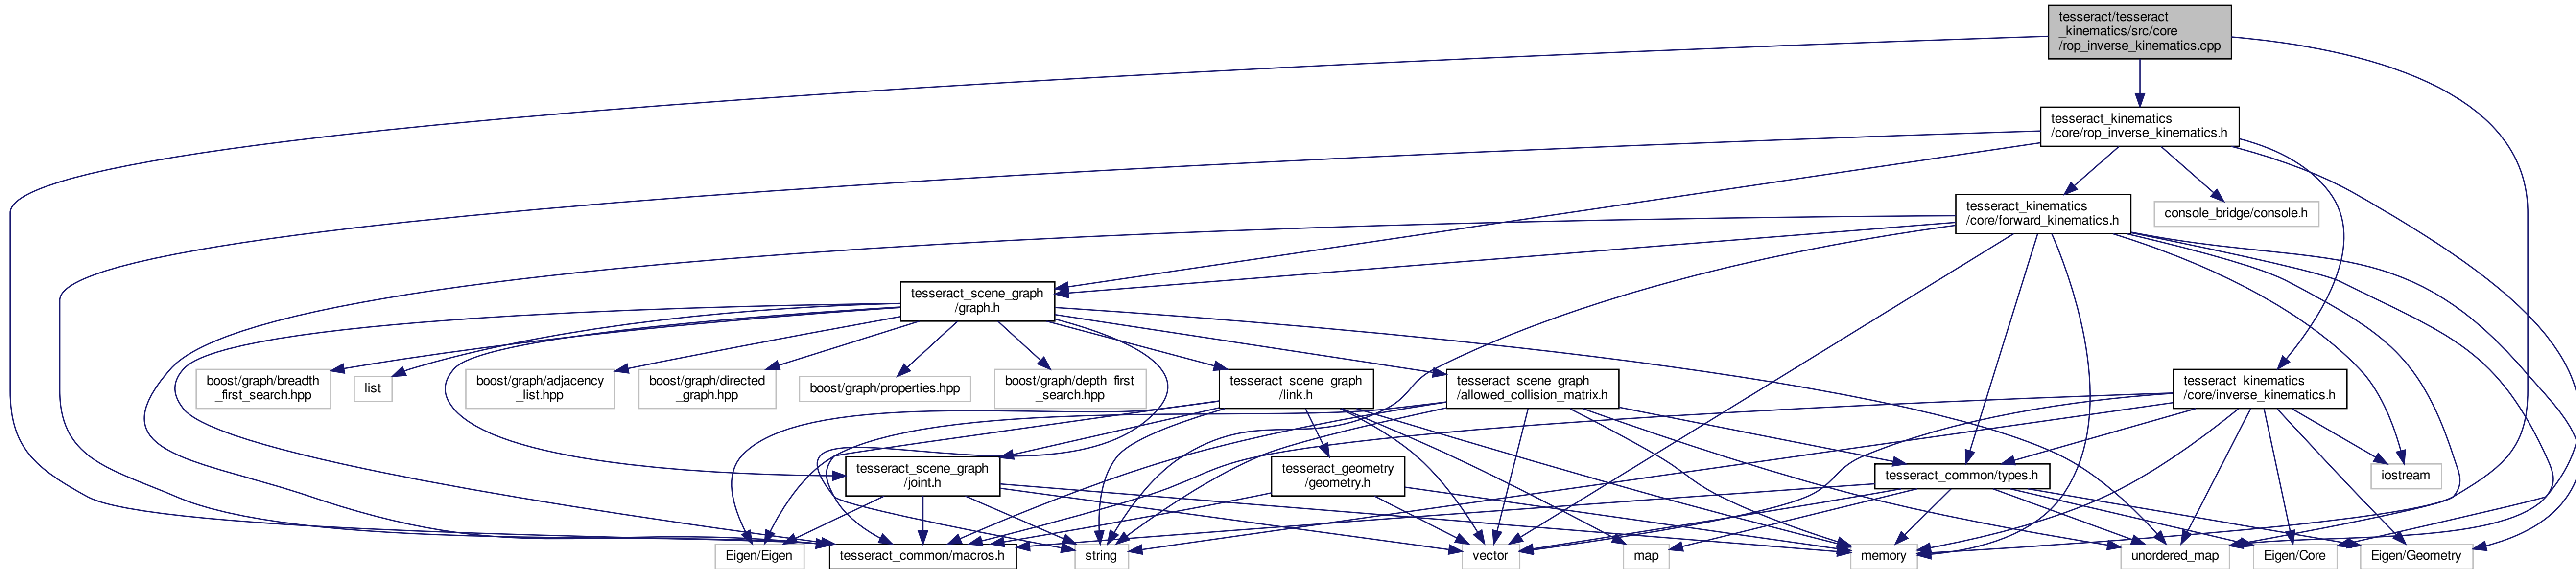 tesseract/tesseract
_kinematics/src/core
/rop_inverse_kinematics.cpp
tesseract_kinematics
/core/rop_inverse_kinematics.h
tesseract_kinematics
/core/forward_kinematics.h
console_bridge/console.h
tesseract_scene_graph
/graph.h
boost/graph/breadth
_first_search.hpp
list
boost/graph/adjacency
_list.hpp
boost/graph/directed
_graph.hpp
boost/graph/properties.hpp
boost/graph/depth_first
_search.hpp
tesseract_scene_graph
/link.h
tesseract_scene_graph
/allowed_collision_matrix.h
tesseract_kinematics
/core/inverse_kinematics.h
tesseract_scene_graph
/joint.h
tesseract_geometry
/geometry.h
tesseract_common/types.h
iostream
Eigen/Eigen
tesseract_common/macros.h
string
vector
map
memory
unordered_map
Eigen/Core
Eigen/Geometry